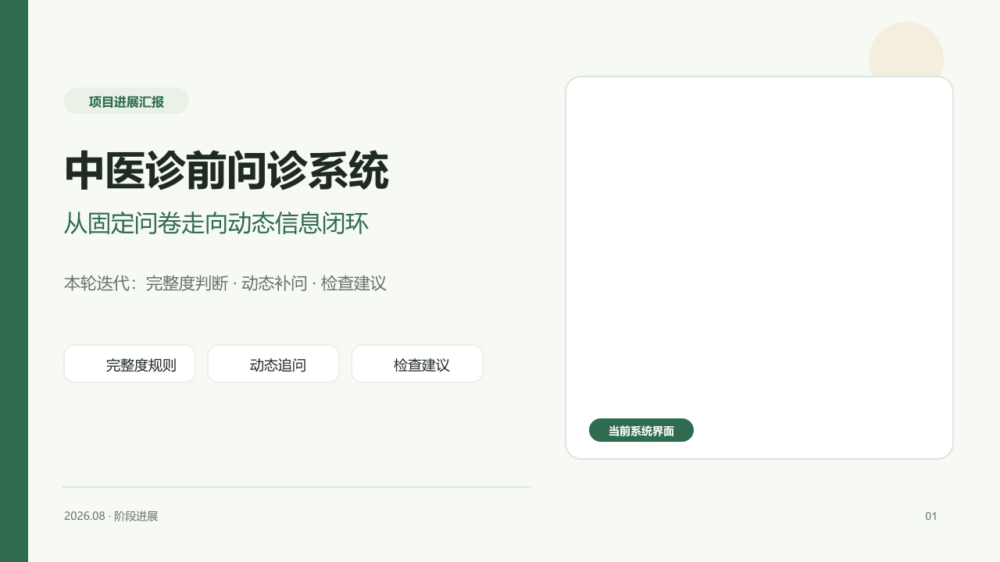 项目进展汇报
中医诊前问诊系统
从固定问卷走向动态信息闭环
本轮迭代：完整度判断 · 动态补问 · 检查建议
完整度规则
动态追问
检查建议
当前系统界面
2026.08 · 阶段进展
01